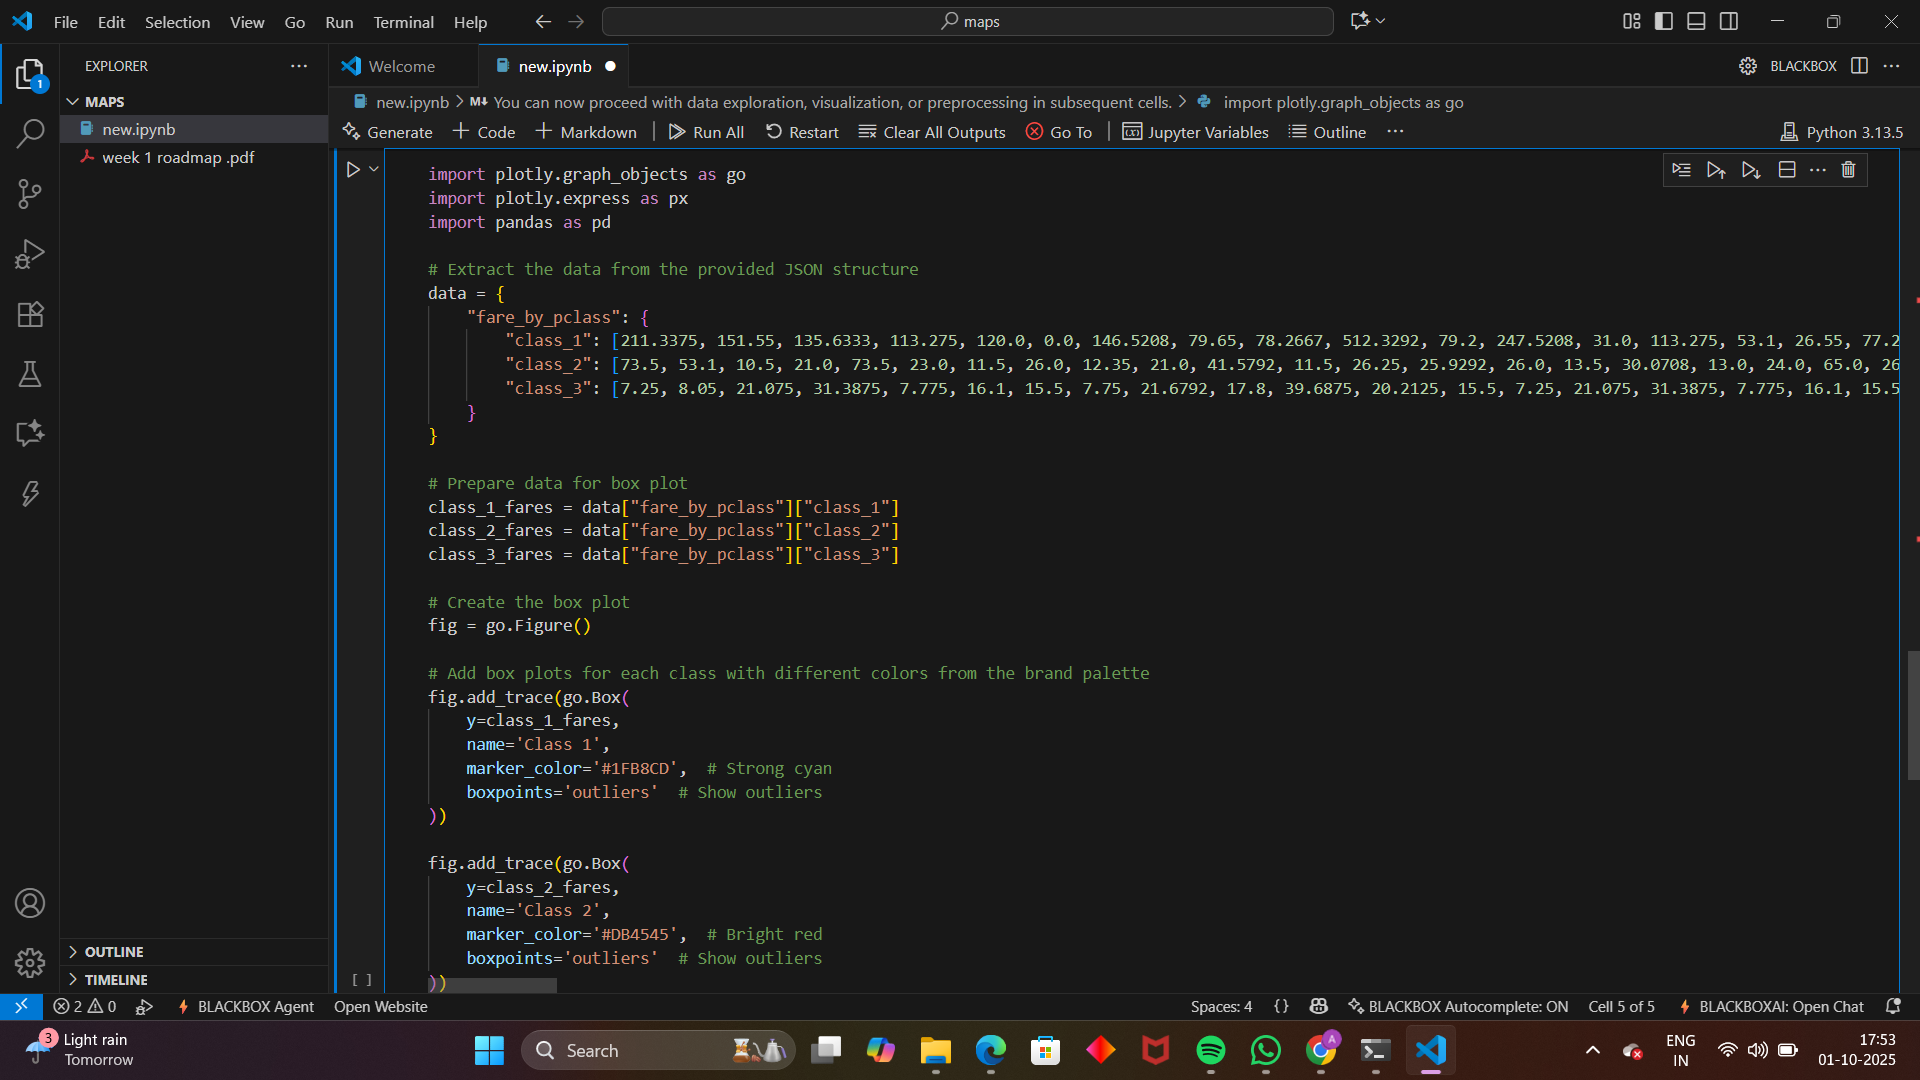 File Edit Selection View Go Run Terminal Help
maps
EXPLORER
MAPS
new.ipynb
week 1 roadmap .pdf
OUTLINE
TIMELINE
1
Welcome
new.ipynb
BLACKBOX
new.ipynb > M↓ You can now proceed with data exploration, visualization, or preprocessing in subsequent cells. > import plotly.graph_objects as go
Generate + Code + Markdown Run All Restart Clear All Outputs Go To Jupyter Variables Outline ... Python 3.13.5
import plotly.graph_objects as go
import plotly.express as px
import pandas as pd
# Extract the data from the provided JSON structure
data = {
"fare_by_pclass": {
"class_1": [211.3375, 151.55, 135.6333, 113.275, 120.0, 0.0, 146.5208, 79.65, 78.2667, 512.3292, 79.2, 247.5208, 31.0, 113.275, 53.1, 26.55, 77.2
"class_2": [73.5, 53.1, 10.5, 21.0, 73.5, 23.0, 11.5, 26.0, 12.35, 21.0, 41.5792, 11.5, 26.25, 25.9292, 26.0, 13.5, 30.0708, 13.0, 24.0, 65.0, 26
"class_3": [7.25, 8.05, 21.075, 31.3875, 7.775, 16.1, 15.5, 7.75, 21.6792, 17.8, 39.6875, 20.2125, 15.5, 7.25, 21.075, 31.3875, 7.775, 16.1, 15.5
}
}
# Prepare data for box plot
class_1_fares = data["fare_by_pclass"]["class_1"]
class_2_fares = data["fare_by_pclass"]["class_2"]
class_3_fares = data["fare_by_pclass"]["class_3"]
# Create the box plot
fig = go.Figure()
# Add box plots for each class with different colors from the brand palette
fig.add_trace(go.Box(
y=class_1_fares,
name='Class 1',
marker_color='#1FB8CD',  # Strong cyan
boxpoints='outliers'  # Show outliers
))
fig.add_trace(go.Box(
y=class_2_fares,
name='Class 2',
marker_color='#DB4545',  # Bright red
boxpoints='outliers'  # Show outliers
))
[ ]
2 0 BLACKBOX Agent Open Website Spaces: 4 {} BLACKBOX Autocomplete: ON Cell 5 of 5 BLACKBOXAI: Open Chat
3 Light rain
Tomorrow
Search
A
ENG
IN
17:53
01-10-2025